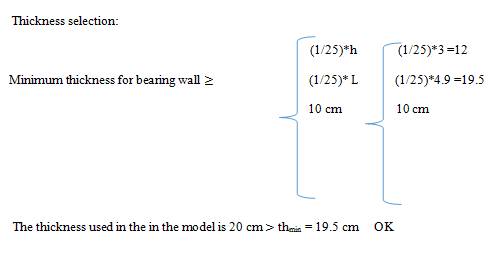 Thickness selection:
(1/25)*h (1/25)*3 =12
Minimum thickness for bearing wall ≥ (1/25)* L (1/25)*4.9 =19.5
10 cm 10 cm
The thickness used in the in the model is 20 cm > thmin = 19.5 cm OK